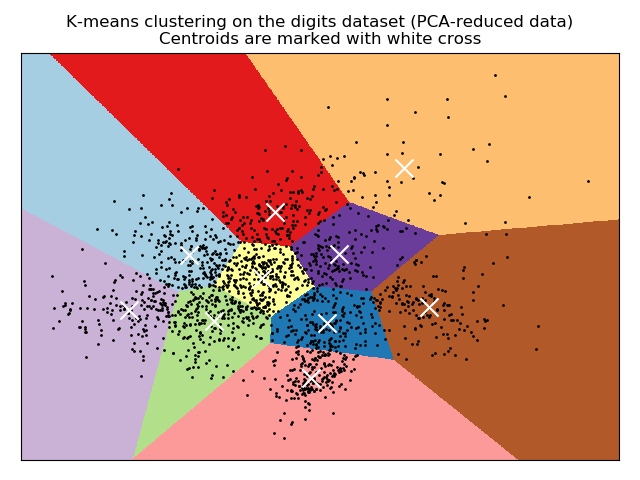 K-means clustering on the digits dataset (PCA-reduced data)
Centroids are marked with white cross